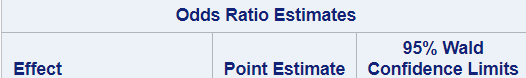 Odds Ratio Estimates
95% Wald
Effect Point Estimate Confidence Limits